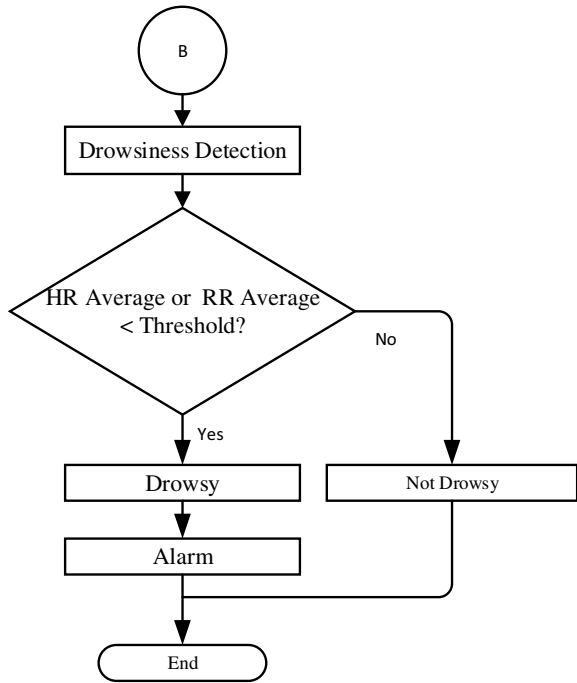 B
Drowsiness Detection
HR Average or RR Average
< Threshold?
No
Yes
Drowsy
Not Drowsy
Alarm
End